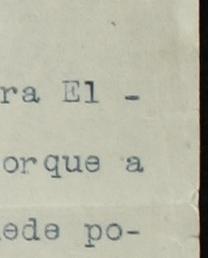 ra El -
orque a
ede po-